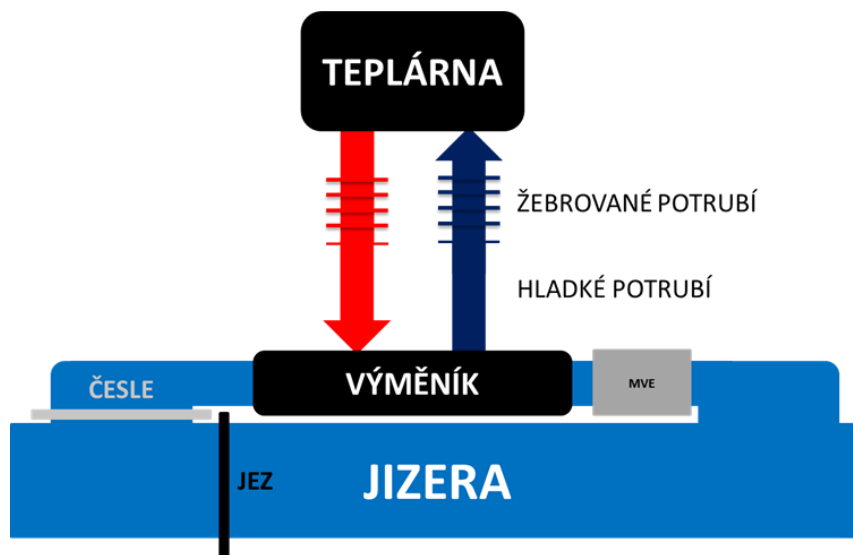 TEPLÁRNA
ŽEBROVANÉ POTRUBÍ
HLADKÉ POTRUBÍ
ČESLE
VÝMĚNÍK
MVE
JEZ
JIZERA